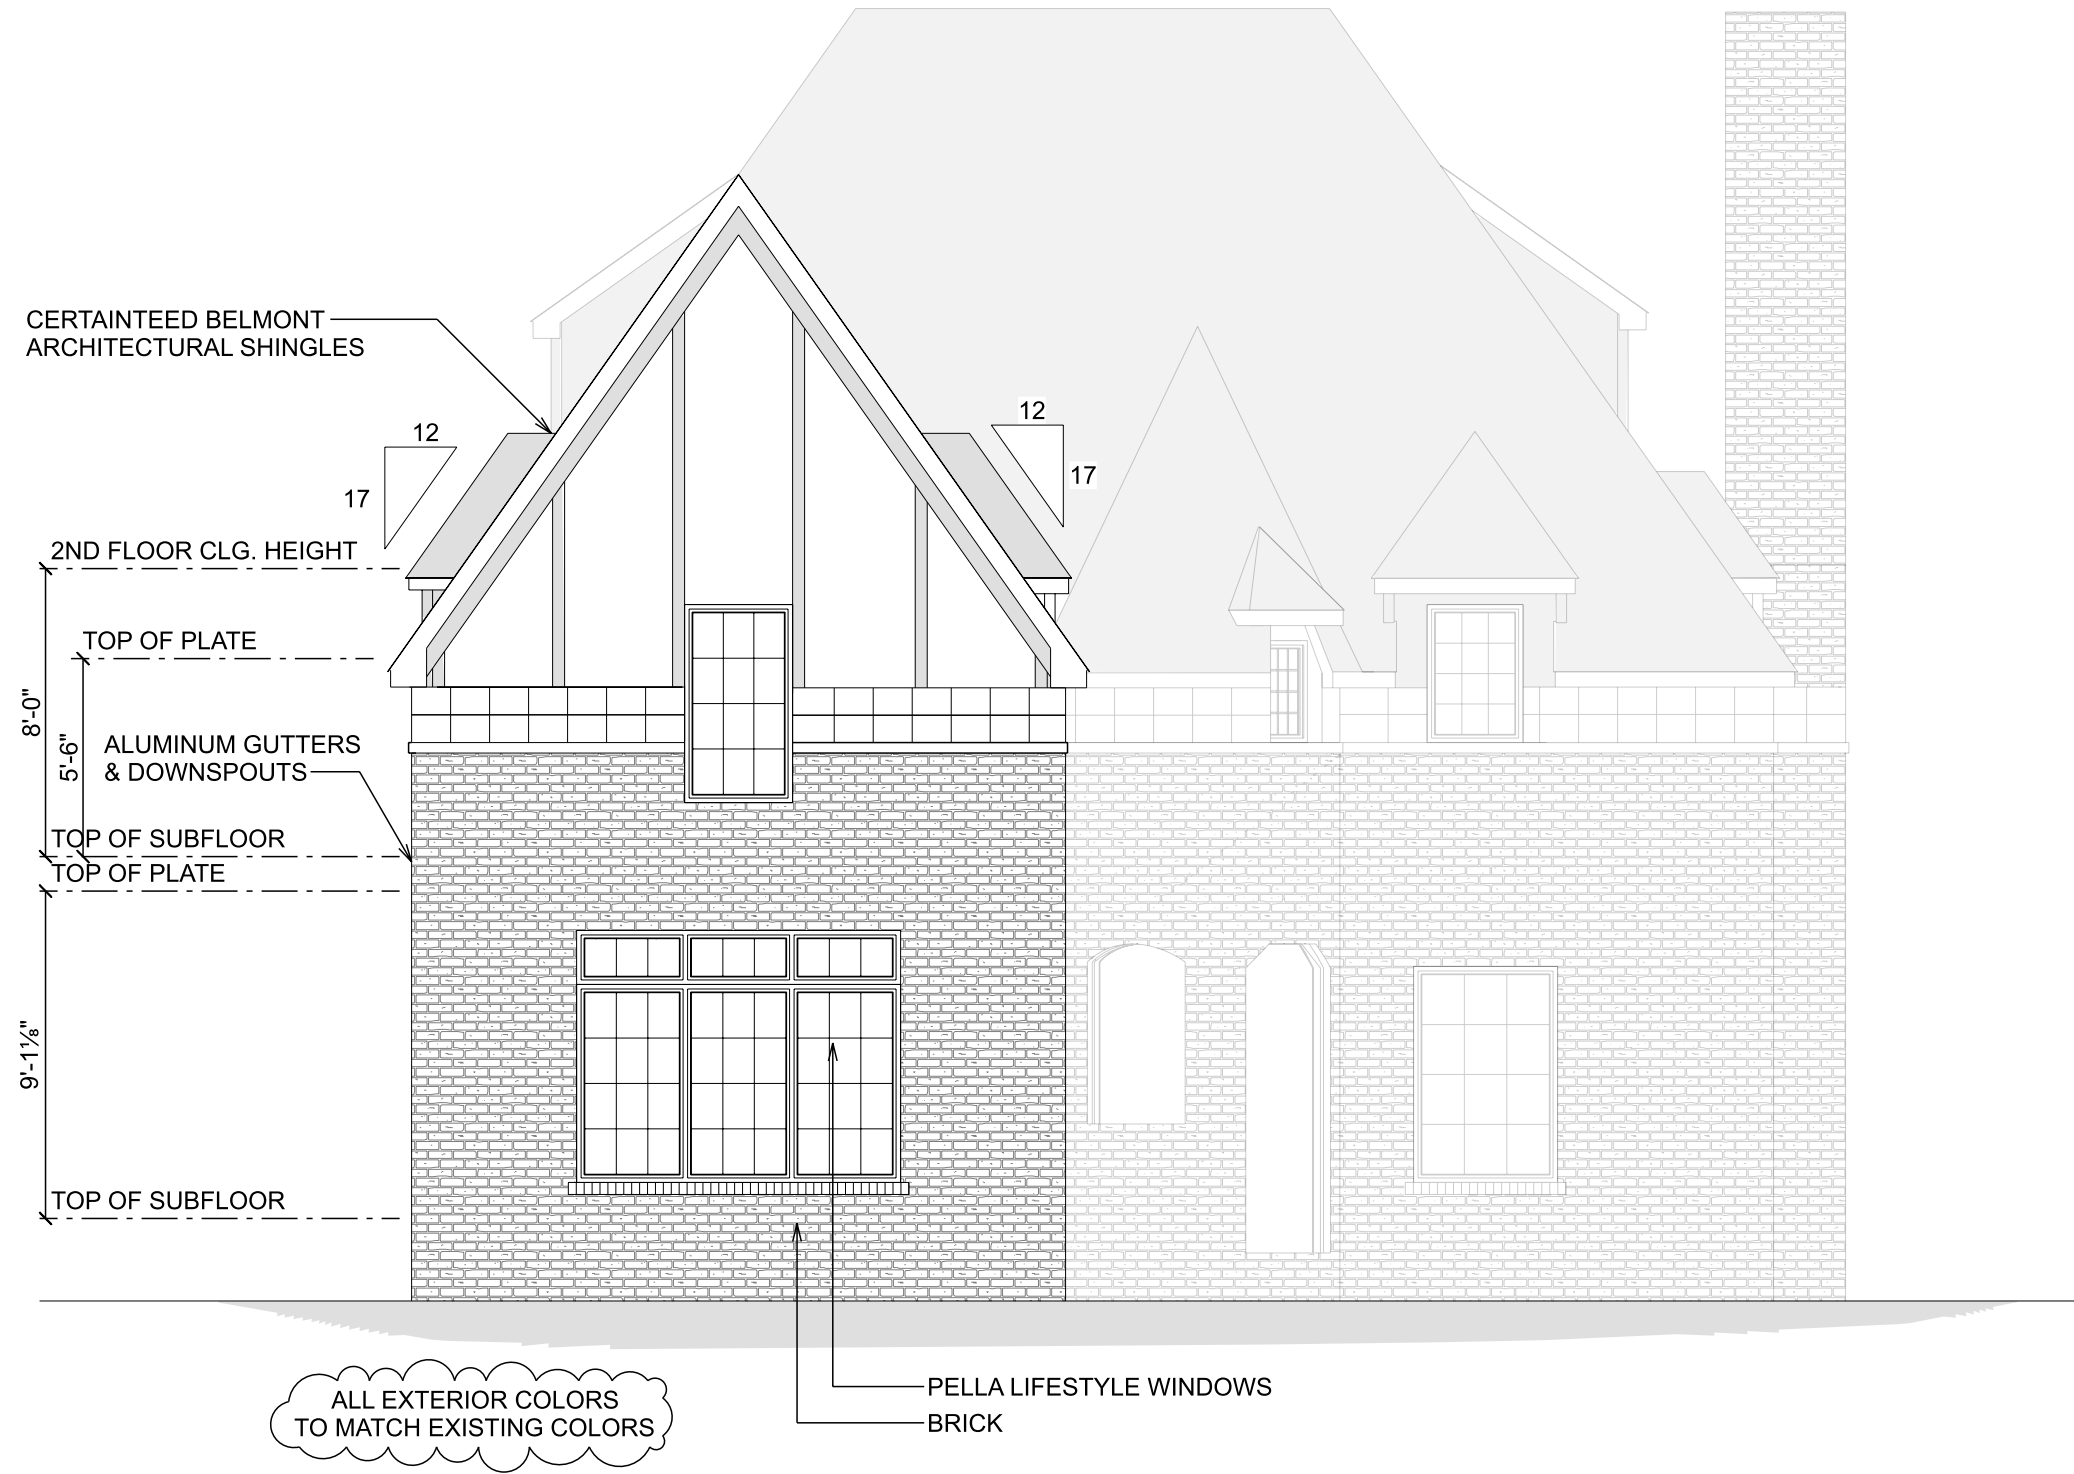 CERTAINTEED BELMONT
ARCHITECTURAL SHINGLES
12
17
12
17
2ND FLOOR CLG. HEIGHT
TOP OF PLATE
8'-0"
5'-6"
ALUMINUM GUTTERS
& DOWNSPOUTS
TOP OF SUBFLOOR
TOP OF PLATE
9'-1⅛"
TOP OF SUBFLOOR
ALL EXTERIOR COLORS
TO MATCH EXISTING COLORS
PELLA LIFESTYLE WINDOWS
BRICK